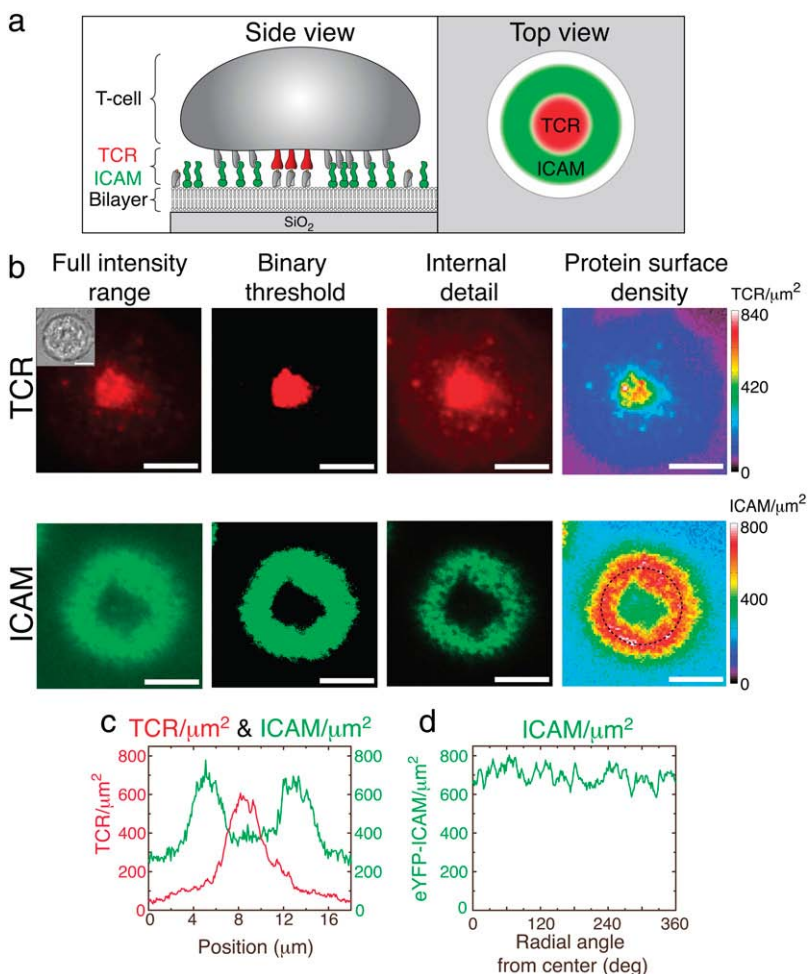 a
Side view
Top view
T-cell
TCR
ICAM
Bilayer
SiO2
TCR
ICAM
b
Full intensity range
Binary threshold
Internal detail
Protein surface density
TCR/μm²
840
420
0
TCR
ICAM/μm²
800
400
0
ICAM
c
TCR/μm² & ICAM/μm²
800
600
400
200
0
TCR/μm²
800
600
400
200
0
0 4 8 12 16
Position (μm)
d
ICAM/μm²
eYFP-ICAM/μm²
800
600
400
200
0
0 120 240 360
Radial angle
from center (deg)